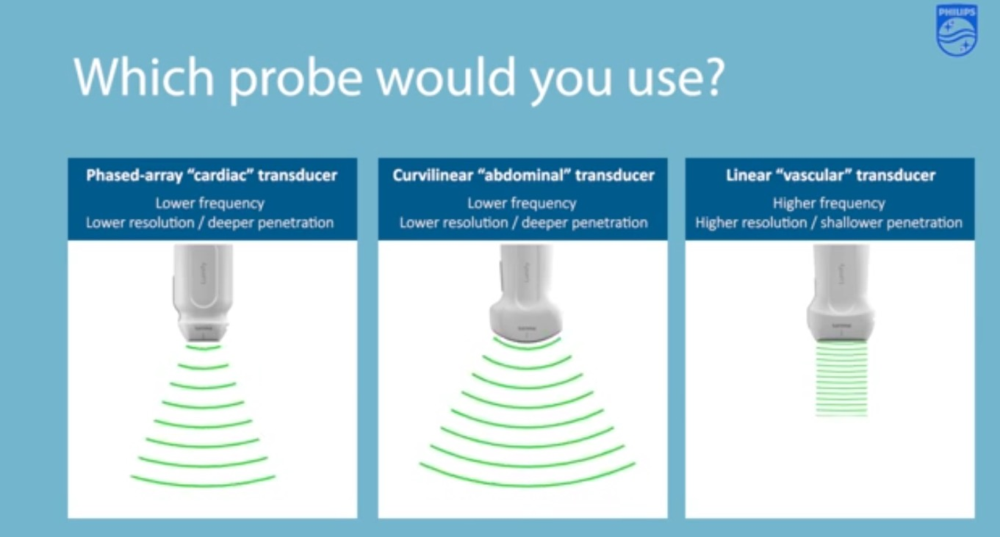 PHILIPS
Which probe would you use?
Phased-array “cardiac” transducer
Lower frequency
Lower resolution / deeper penetration
Curvilinear “abdominal” transducer
Lower frequency
Lower resolution / deeper penetration
Linear “vascular” transducer
Higher frequency
Higher resolution / shallower penetration